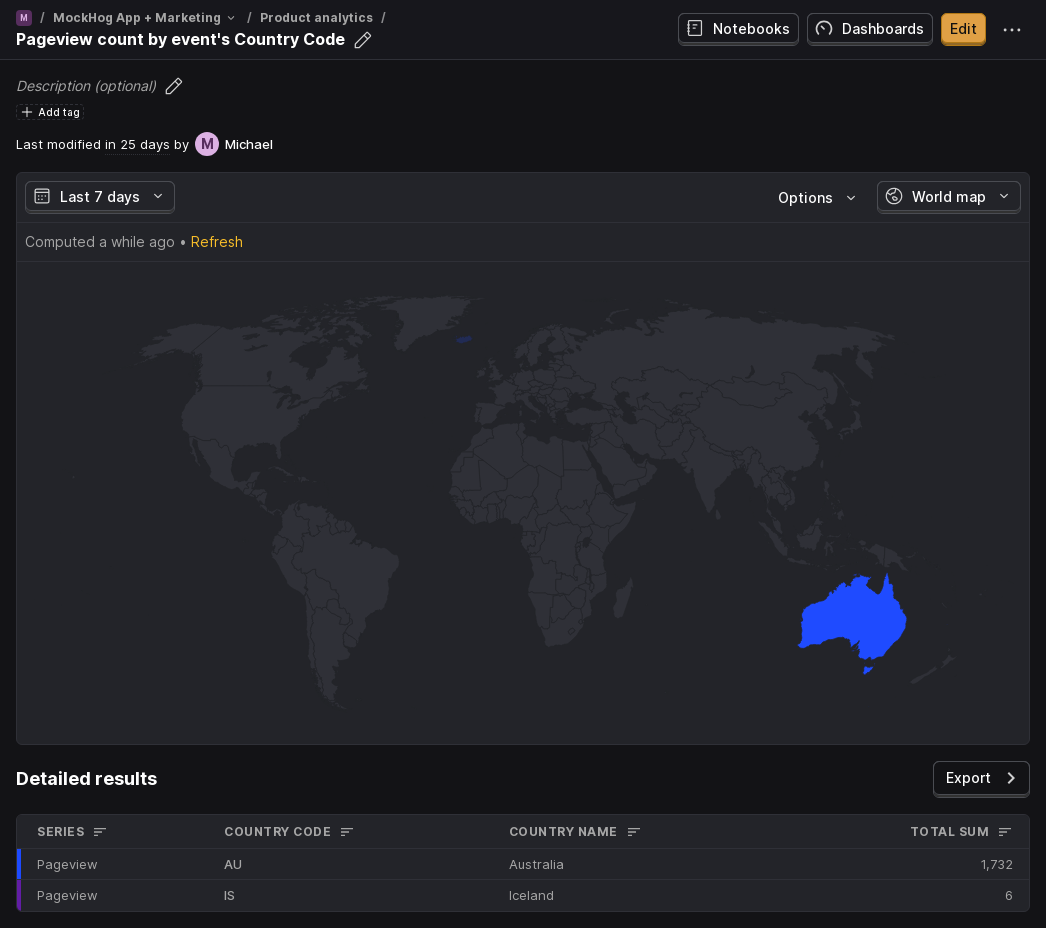 M / MockHog App + Marketing / Product analytics /
Pageview count by event's Country Code
Notebooks
Dashboards
Edit
Description (optional)
Add tag
Last modified in 25 days by M Michael
Last 7 days
Options
World map
Computed a while ago • Refresh
Detailed results
Export
SERIES COUNTRY CODE COUNTRY NAME TOTAL SUM
Pageview AU Australia 1,732
Pageview IS Iceland 6